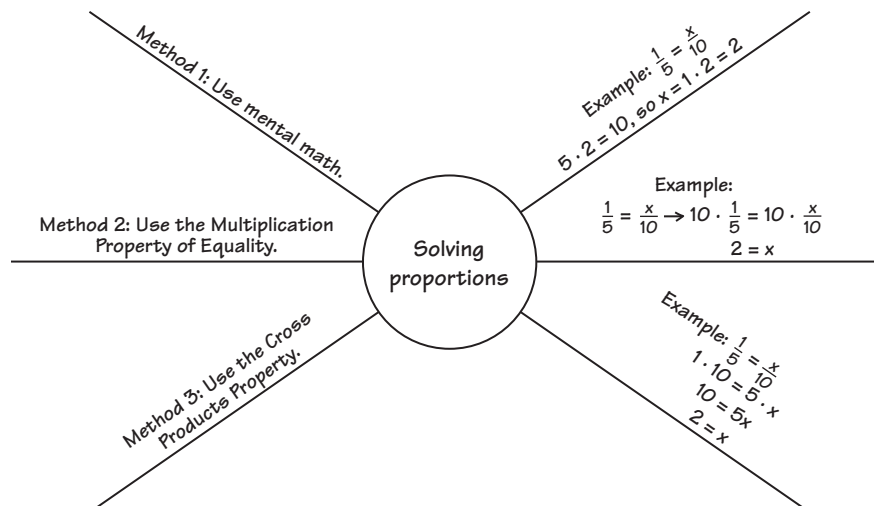 Method 1: Use mental math.
Example: 1/5 = x/10
5 · 2 = 10, so x = 1 · 2 = 2
Method 2: Use the Multiplication
Property of Equality.
Solving
proportions
Example:
1/5 = x/10 → 10 · 1/5 = 10 · x/10
2 = x
Method 3: Use the Cross
Products Property.
Example: 1/5 = x/10
1 · 10 = 5 · x
10 = 5x
2 = x